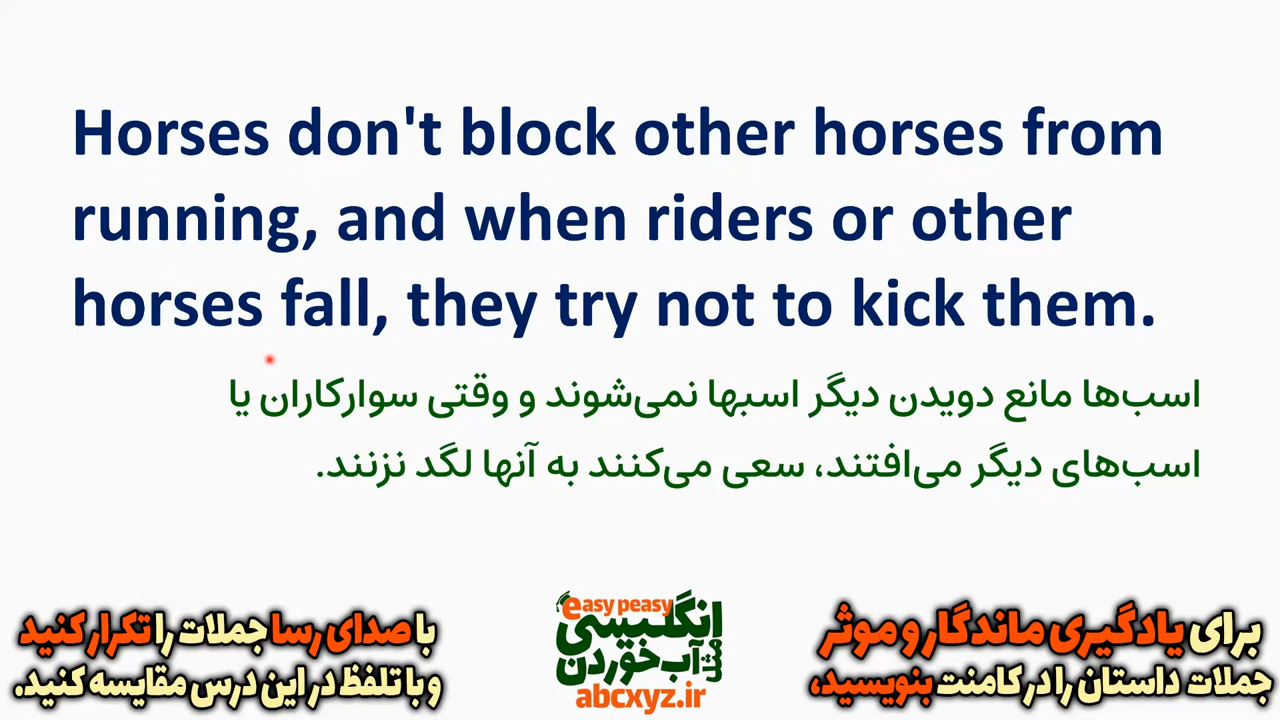 Horses don't block other horses from
running, and when riders or other
horses fall, they try not to kick them.
اسب‌ها مانع دویدن دیگر اسبها نمی‌شوند و وقتی سوارکاران یا
اسب‌های دیگر می‌افتند، سعی می‌کنند به آنها لگد نزنند.
برای یادگیری ماندگار و موثر
جملات داستان را در کامنت بنویسید،
easy peasy
انگلیسی
مثل آب خوردن
abcxyz.ir
با صدای رسا جملات را تکرار کنید
و با تلفظ در این درس مقایسه کنید.